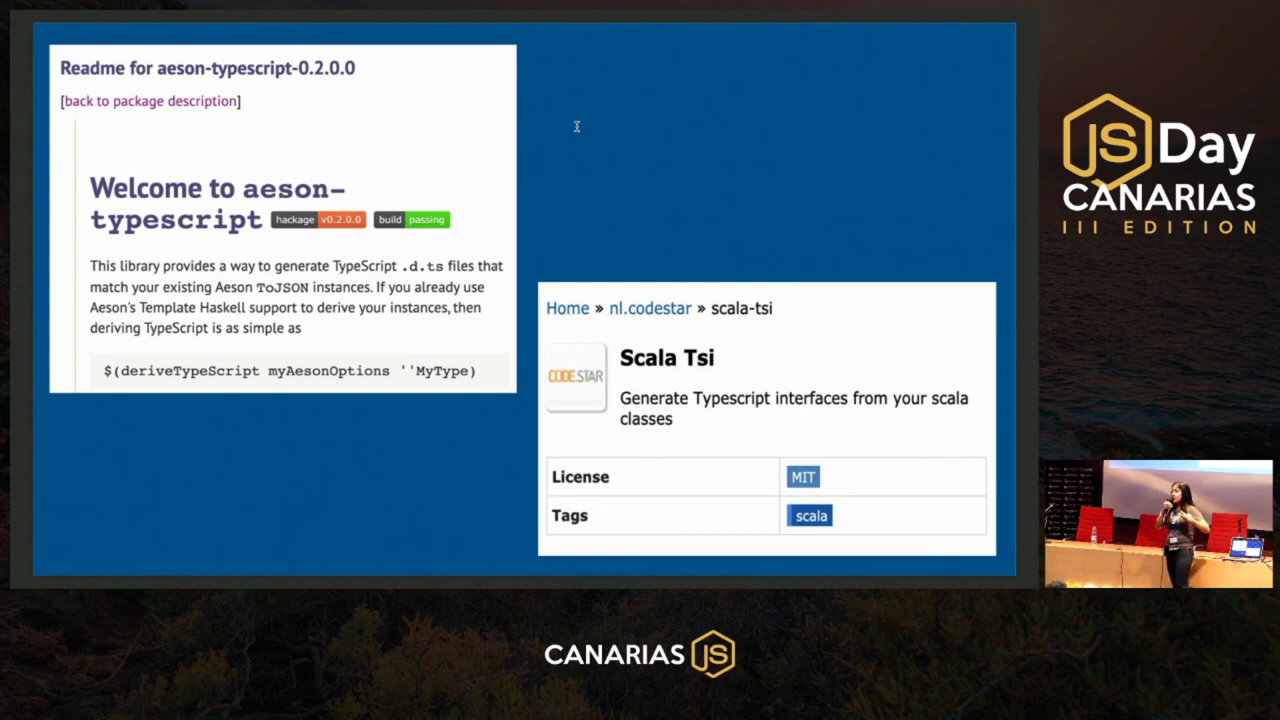 Readme for aeson-typescript-0.2.0.0
[back to package description]
Welcome to aeson-
typescript hackage v0.2.0.0 build passing
This library provides a way to generate TypeScript .d.ts files that
match your existing Aeson ToJSON instances. If you already use
Aeson's Template Haskell support to derive your instances, then
deriving TypeScript is as simple as
$(deriveTypeScript myAesonOptions ''MyType)
Home » nl.codestar » scala-tsi
CODE.STAR
Scala Tsi
Generate Typescript interfaces from your scala
classes
License MIT
Tags scala
JS Day
CANARIAS
III EDITION
CANARIAS JS